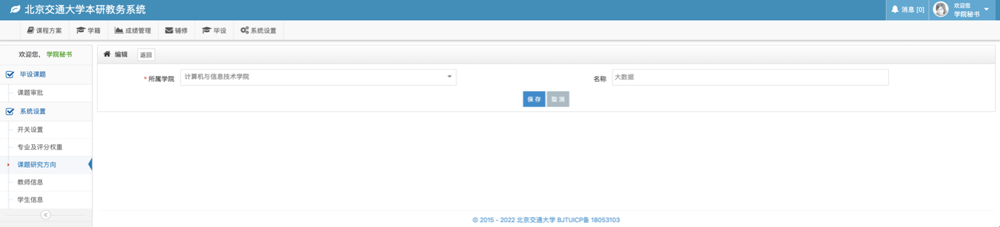 北京交通大学本研教务系统
消息 [0]
欢迎您
学院秘书
课程方案 学籍 成绩管理 辅修 毕设 系统设置
欢迎您， 学院秘书
毕设课题
课题审批
系统设置
开关设置
专业及评分权重
课题研究方向
教师信息
学生信息
编辑 返回
* 所属学院 计算机与信息技术学院 名称 大数据
保 存 取 消
© 2015 - 2022 北京交通大学 BJTUICP备 18053103